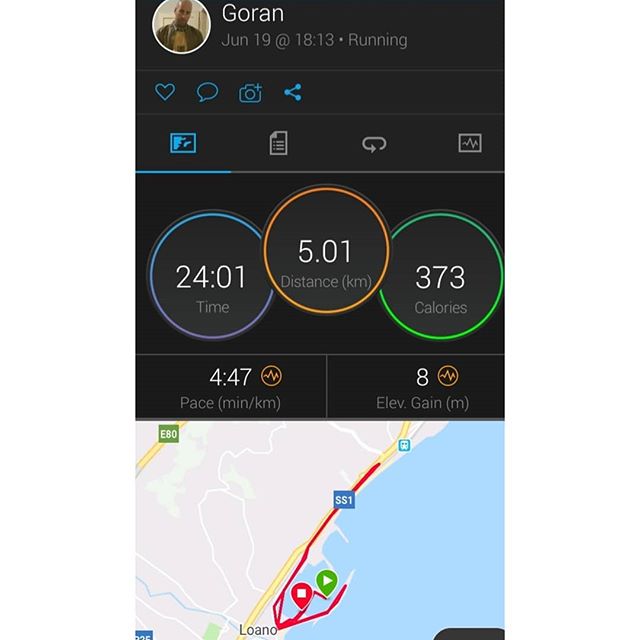 Goran
Jun 19 @ 18:13 • Running
24:01
Time
5.01
Distance (km)
373
Calories
4:47
Pace (min/km)
8
Elev. Gain (m)
E80
SS1
Loano